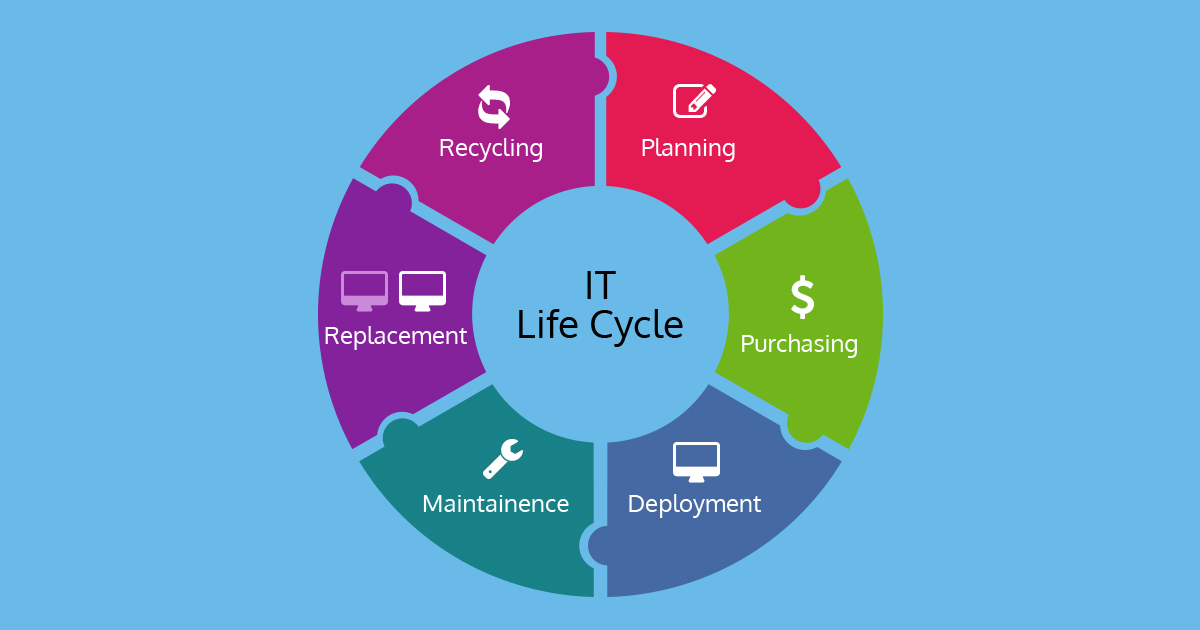 Recycling
Planning
Replacement
IT
Life Cycle
Purchasing
Maintainence
Deployment